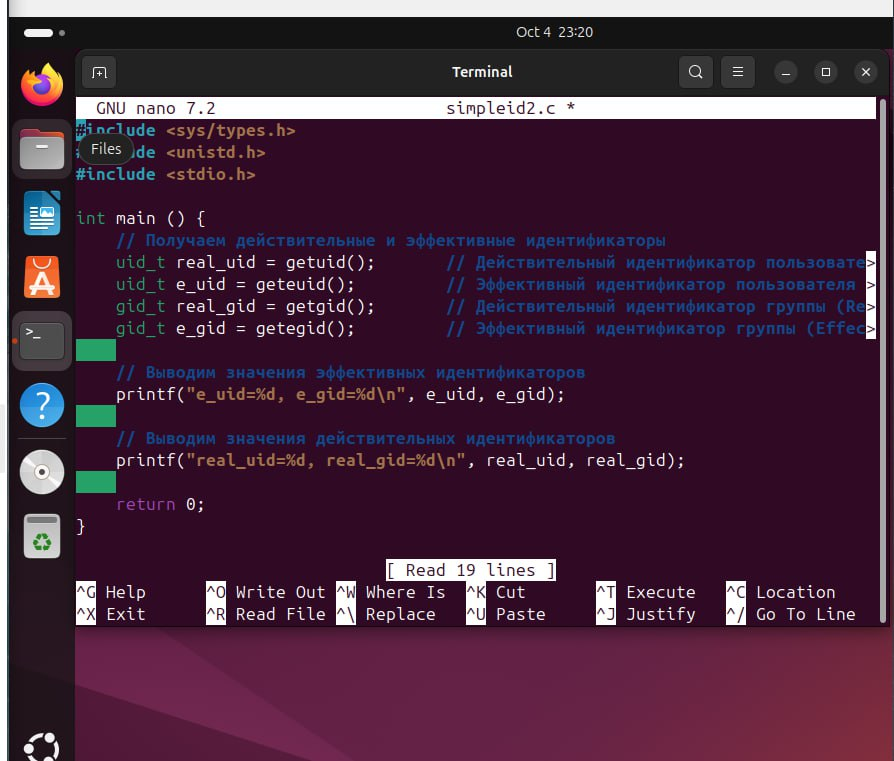 Oct 4 23:20
Terminal
GNU nano 7.2 simpleid2.c *
#include <sys/types.h>
Files de <unistd.h>
#include <stdio.h>
int main () {
// Получаем действительные и эффективные идентификаторы
uid_t real_uid = getuid(); // Действительный идентификатор пользовате>
uid_t e_uid = geteuid(); // Эффективный идентификатор пользователя >
gid_t real_gid = getgid(); // Действительный идентификатор группы (Re>
gid_t e_gid = getegid(); // Эффективный идентификатор группы (Effec>
// Выводим значения эффективных идентификаторов
printf("e_uid=%d, e_gid=%d\n", e_uid, e_gid);
// Выводим значения действительных идентификаторов
printf("real_uid=%d, real_gid=%d\n", real_uid, real_gid);
return 0;
}
[ Read 19 lines ]
^G Help ^O Write Out ^W Where Is ^K Cut ^T Execute ^C Location
^X Exit ^R Read File ^\ Replace ^U Paste ^J Justify ^/ Go To Line